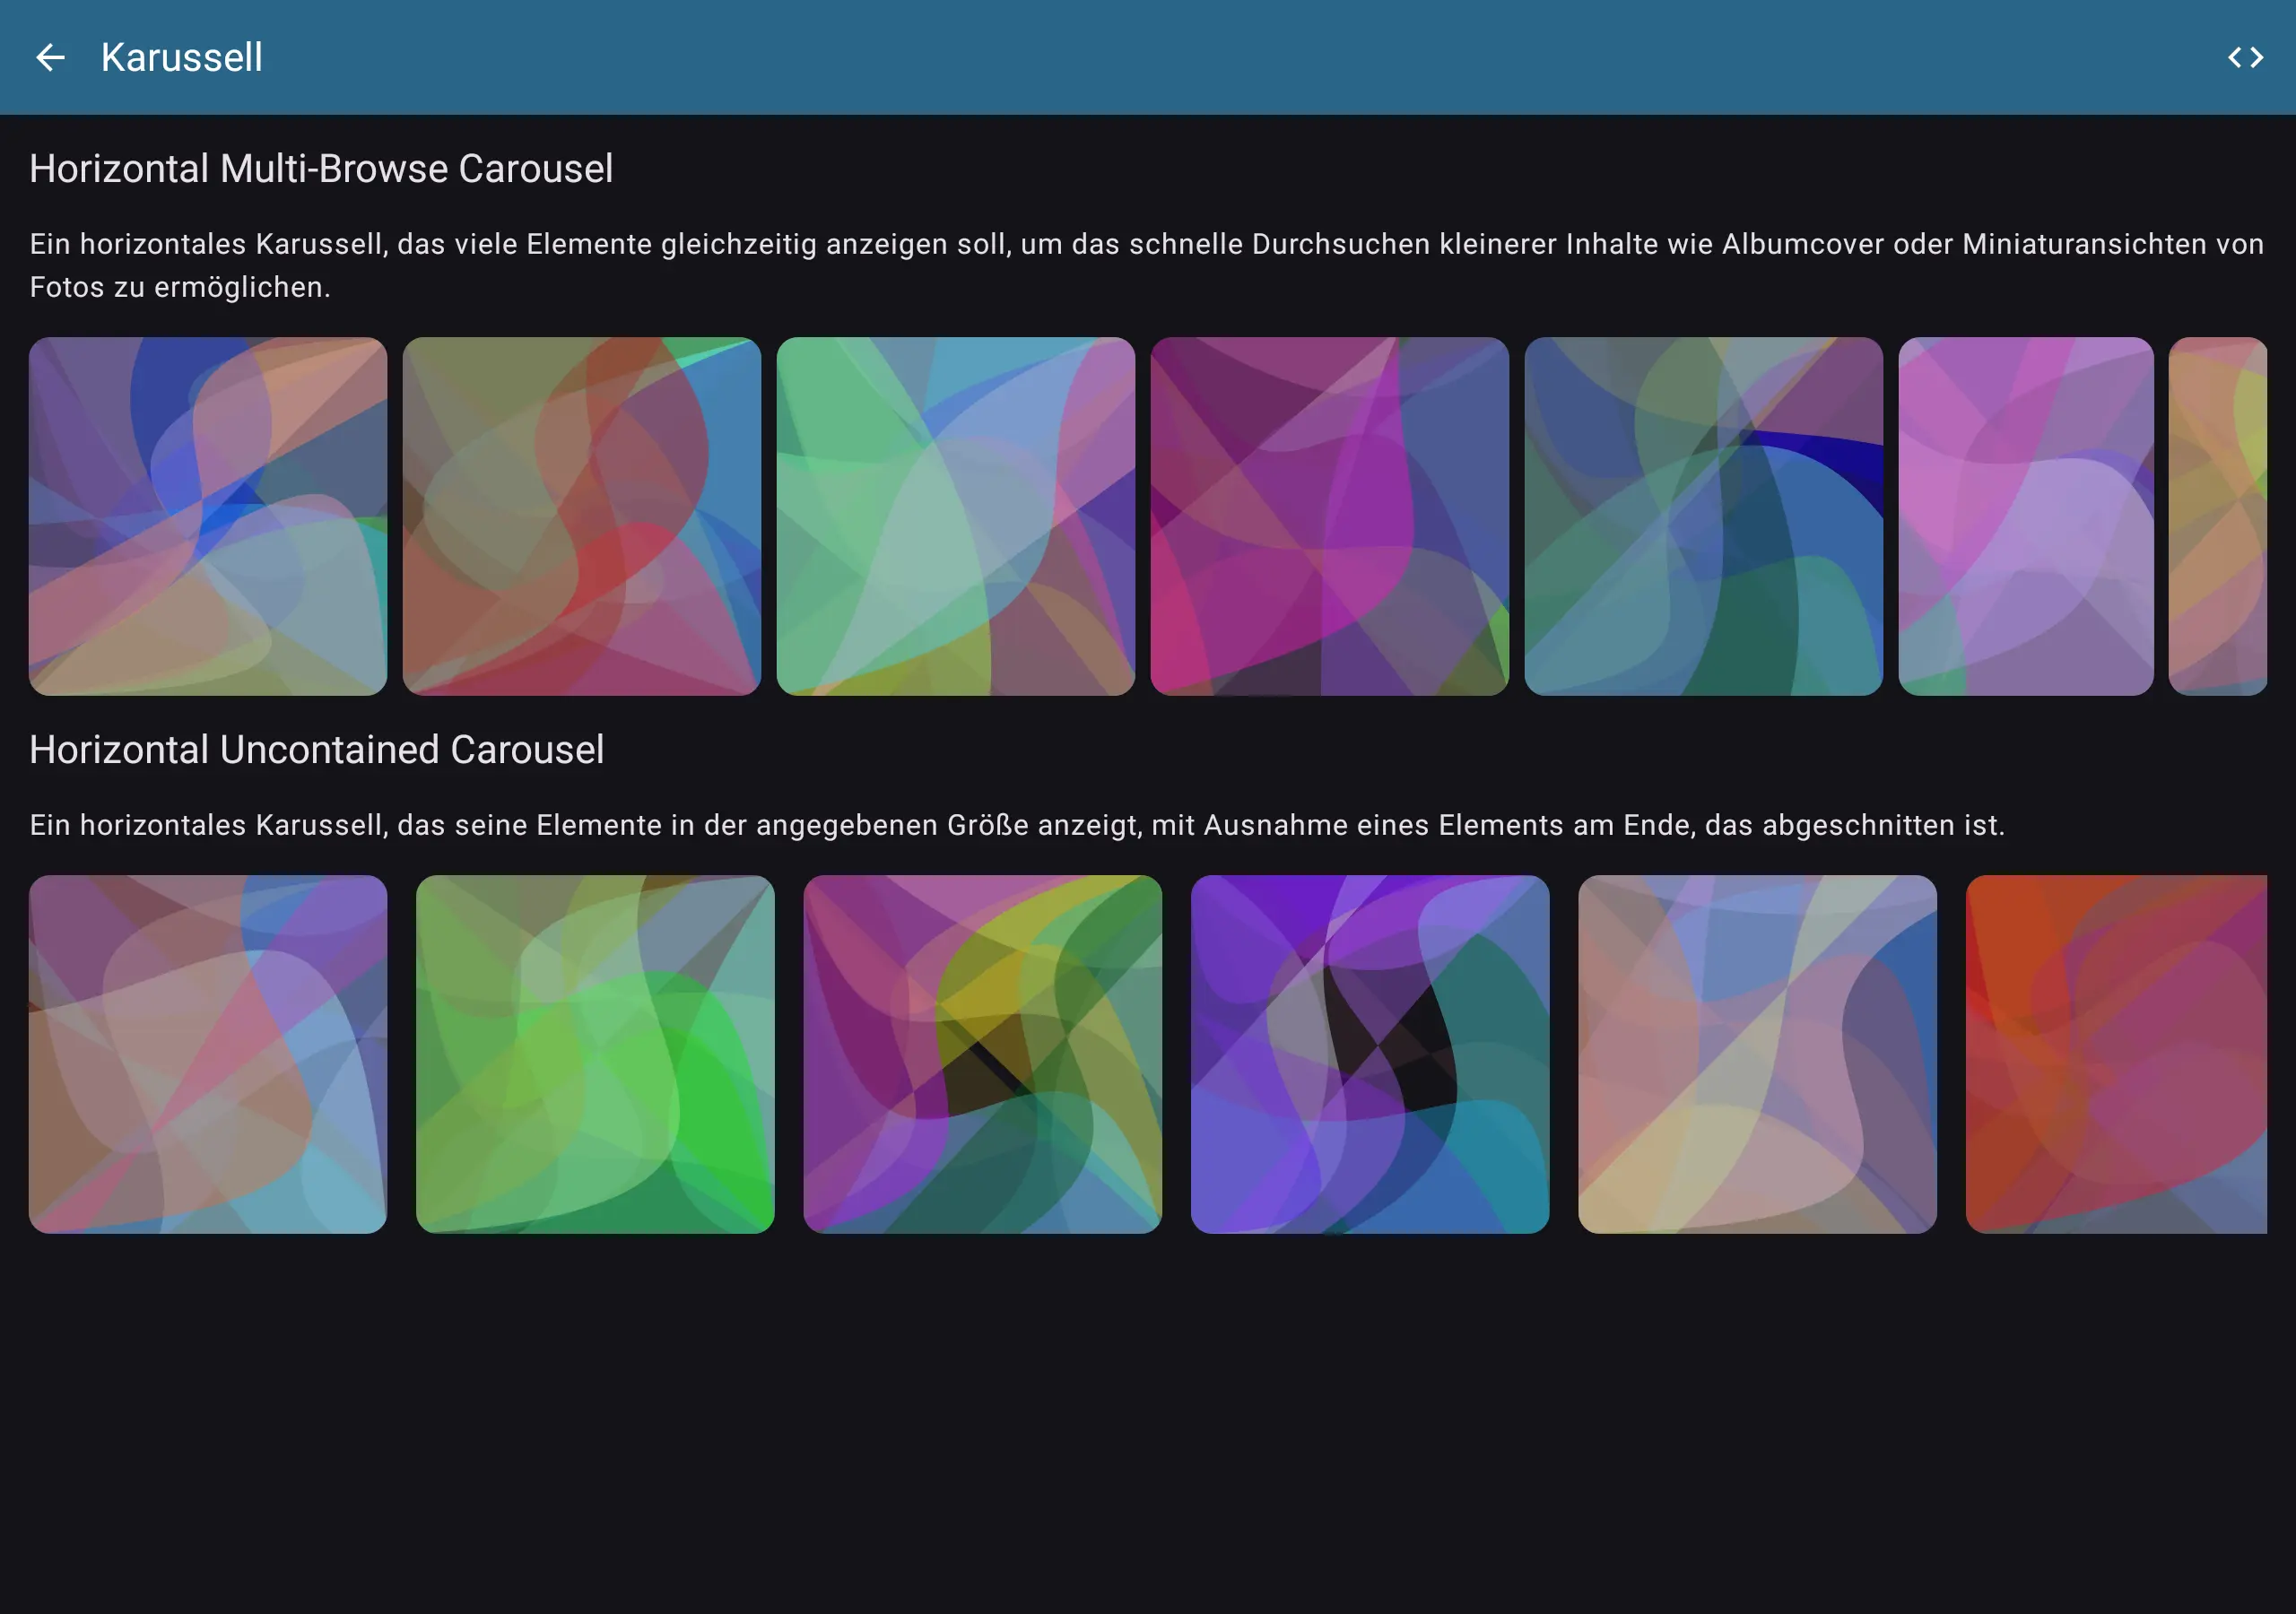 Karussell
Horizontal Multi-Browse Carousel
Ein horizontales Karussell, das viele Elemente gleichzeitig anzeigen soll, um das schnelle Durchsuchen kleinerer Inhalte wie Albumcover oder Miniaturansichten von
Fotos zu ermöglichen.
Horizontal Uncontained Carousel
Ein horizontales Karussell, das seine Elemente in der angegebenen Größe anzeigt, mit Ausnahme eines Elements am Ende, das abgeschnitten ist.